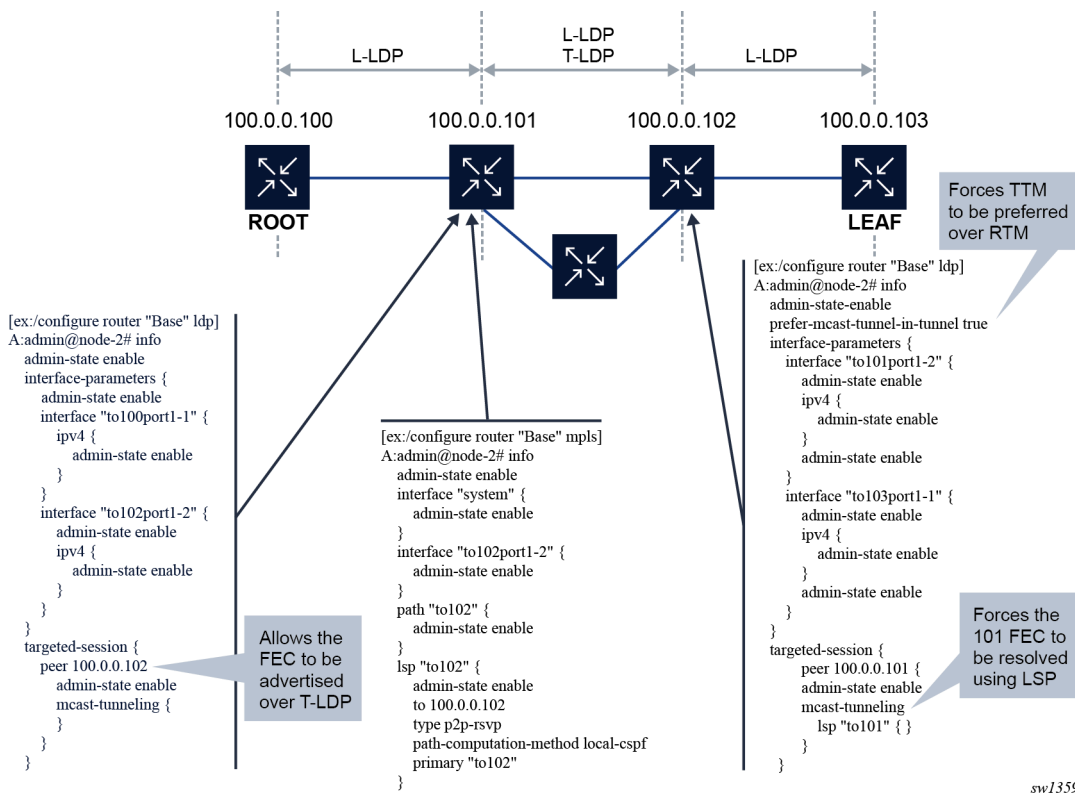 L-LDP
L-LDP
T-LDP
L-LDP
100.0.0.100
100.0.0.101
100.0.0.102
100.0.0.103
ROOT
LEAF
Forces TTM
to be preferred
over RTM
[ex:/configure router "Base" ldp]
A:admin@node-2# info
admin-state enable
interface-parameters {
admin-state enable
interface "to100port1-1" {
ipv4 {
admin-state enable
}
}
interface "to102port1-2" {
admin-state enable
ipv4 {
admin-state enable
}
}
}
targeted-session {
peer 100.0.0.102
admin-state enable
mcast-tunneling {
}
}
}
Allows the
FEC to be
advertised
over T-LDP
[ex:/configure router "Base" mpls]
A:admin@node-2# info
admin-state enable
interface "system" {
admin-state enable
}
interface "to102port1-2" {
admin-state enable
}
path "to102" {
admin-state enable
}
lsp "to102" {
admin-state enable
to 100.0.0.102
type p2p-rsvp
path-computation-method local-cspf
primary "to102"
}
[ex:/configure router "Base" ldp]
A:admin@node-2# info
admin-state-enable
prefer-mcast-tunnel-in-tunnel true
interface-parameters {
interface "to101port1-2" {
admin-state enable
ipv4 {
admin-state enable
}
admin-state enable
}
interface "to103port1-1" {
admin-state enable
ipv4 {
admin-state enable
}
admin-state enable
}
}
targeted-session {
peer 100.0.0.101 {
admin-state enable
mcast-tunneling
lsp "to101" { }
}
}
Forces the
101 FEC to
be resolved
using LSP
sw1359